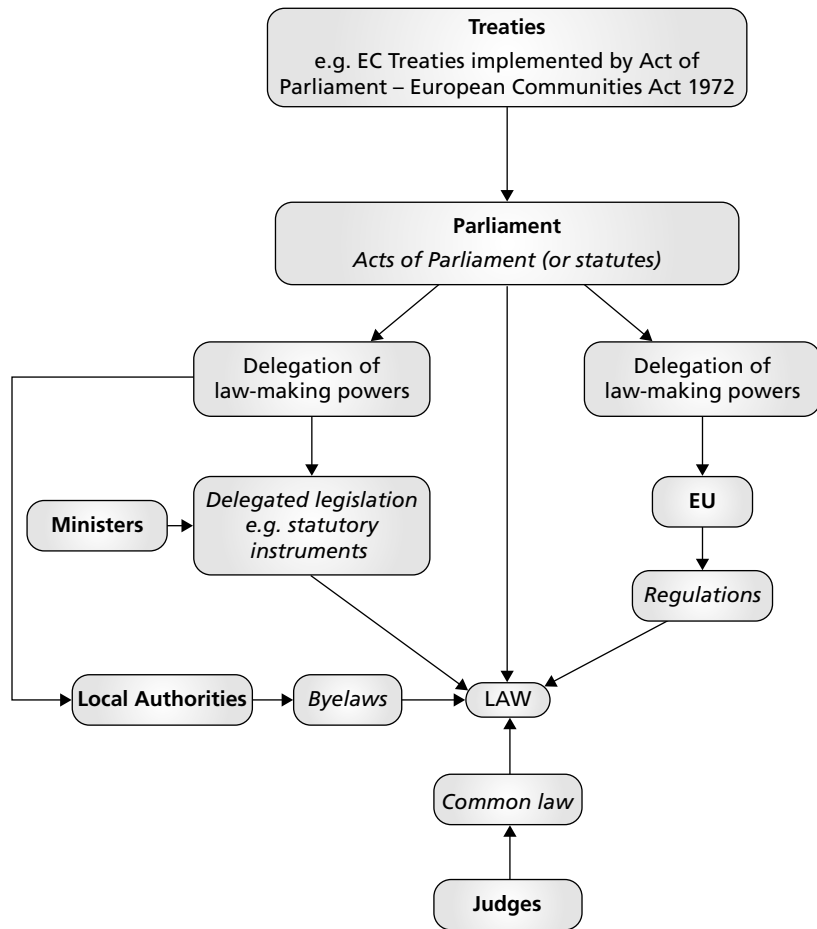 Treaties
e.g. EC Treaties implemented by Act of
Parliament – European Communities Act 1972
Parliament
Acts of Parliament (or statutes)
Delegation of
law-making powers
Delegation of
law-making powers
Ministers
Delegated legislation
e.g. statutory
instruments
EU
Regulations
Local Authorities
Byelaws
LAW
Common law
Judges